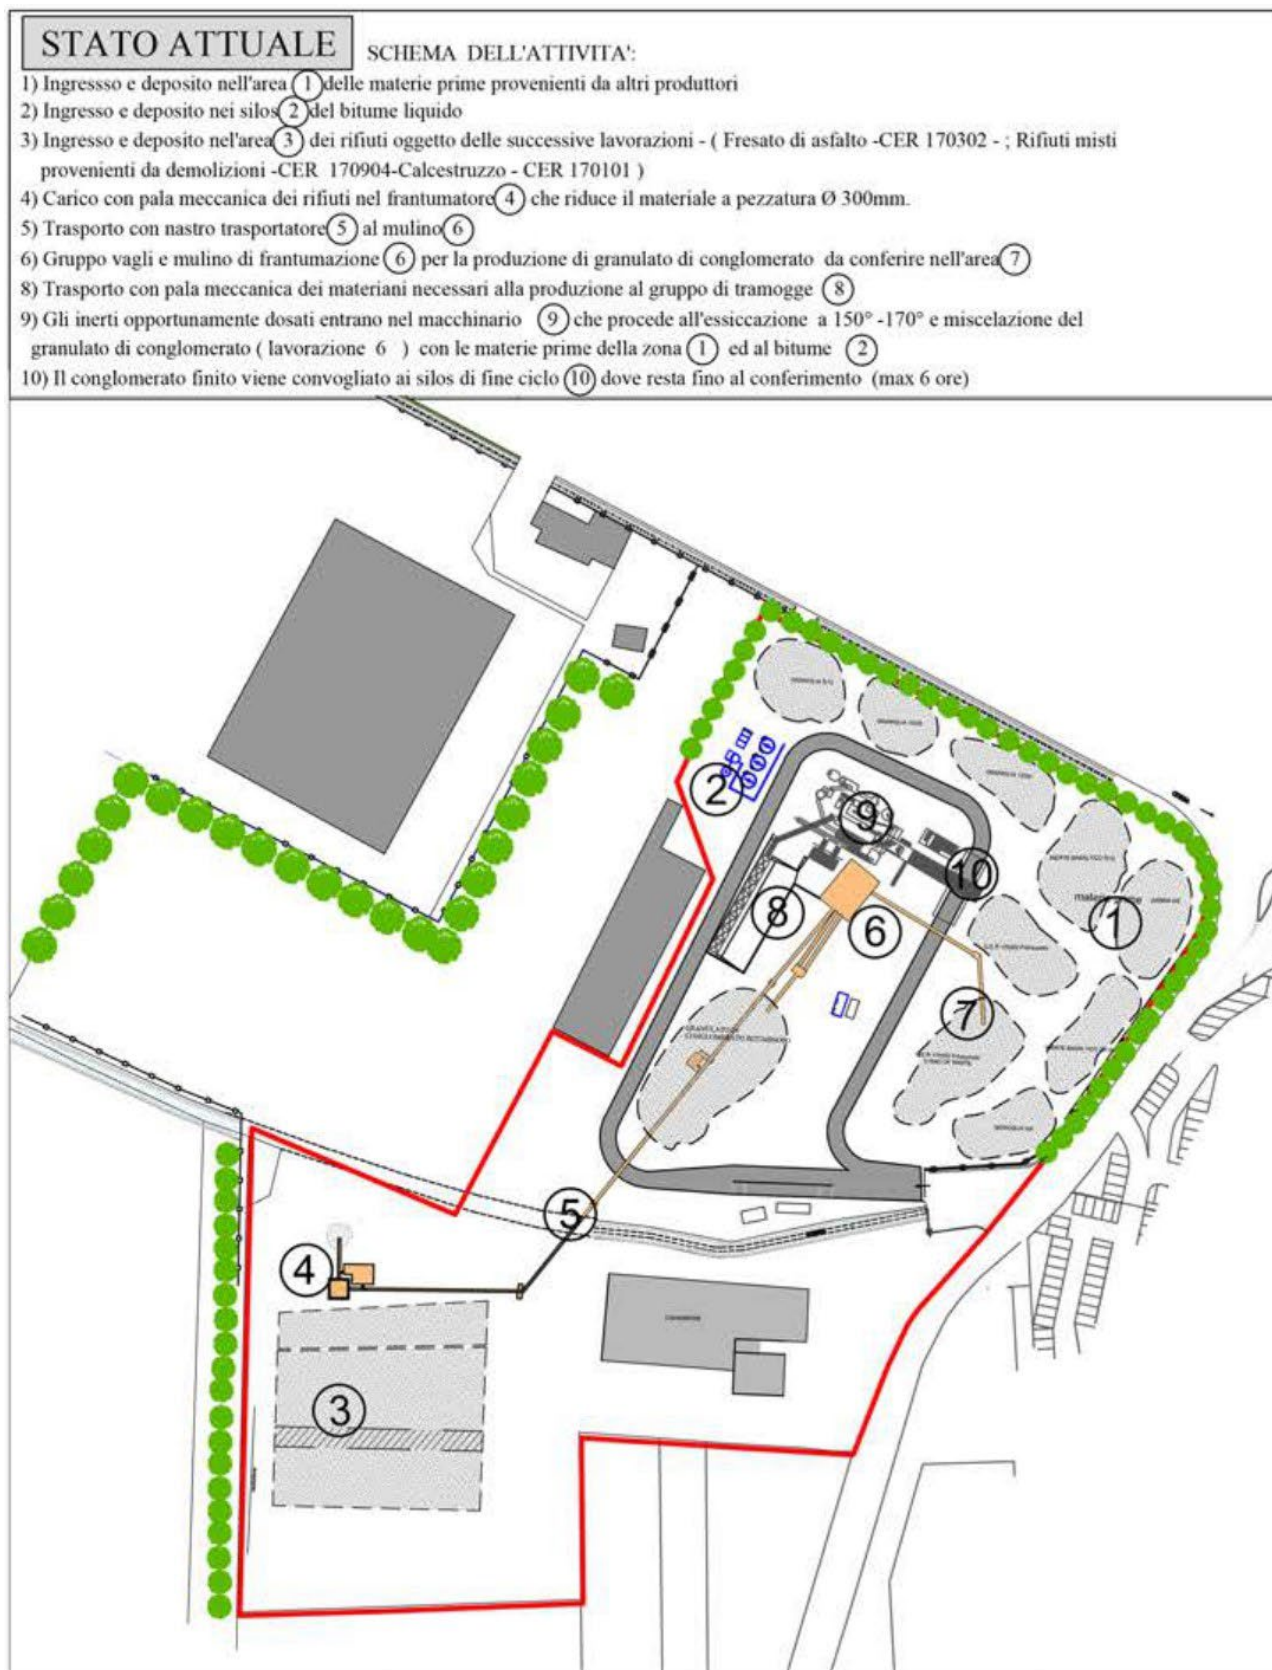 STATO ATTUALE SCHEMA DELL'ATTIVITA':
1) Ingressso e deposito nell'area 1 delle materie prime provenienti da altri produttori
2) Ingresso e deposito nei silos 2 del bitume liquido
3) Ingresso e deposito nel'area 3 dei rifiuti oggetto delle successive lavorazioni - ( Fresato di asfalto -CER 170302 - ; Rifiuti misti
provenienti da demolizioni -CER 170904-Calcestruzzo - CER 170101 )
4) Carico con pala meccanica dei rifiuti nel frantumatore 4 che riduce il materiale a pezzatura Ø 300mm.
5) Trasporto con nastro trasportatore 5 al mulino 6
6) Gruppo vagli e mulino di frantumazione 6 per la produzione di granulato di conglomerato da conferire nell'area 7
8) Trasporto con pala meccanica dei materiani necessari alla produzione al gruppo di tramogge 8
9) Gli inerti opportunamente dosati entrano nel macchinario 9 che procede all'essiccazione a 150° -170° e miscelazione del
granulato di conglomerato ( lavorazione 6 ) con le materie prime della zona 1 ed al bitume 2
10) Il conglomerato finito viene convogliato ai silos di fine ciclo 10 dove resta fino al conferimento (max 6 ore)
2
9
10
8
6
1
7
5
4
3